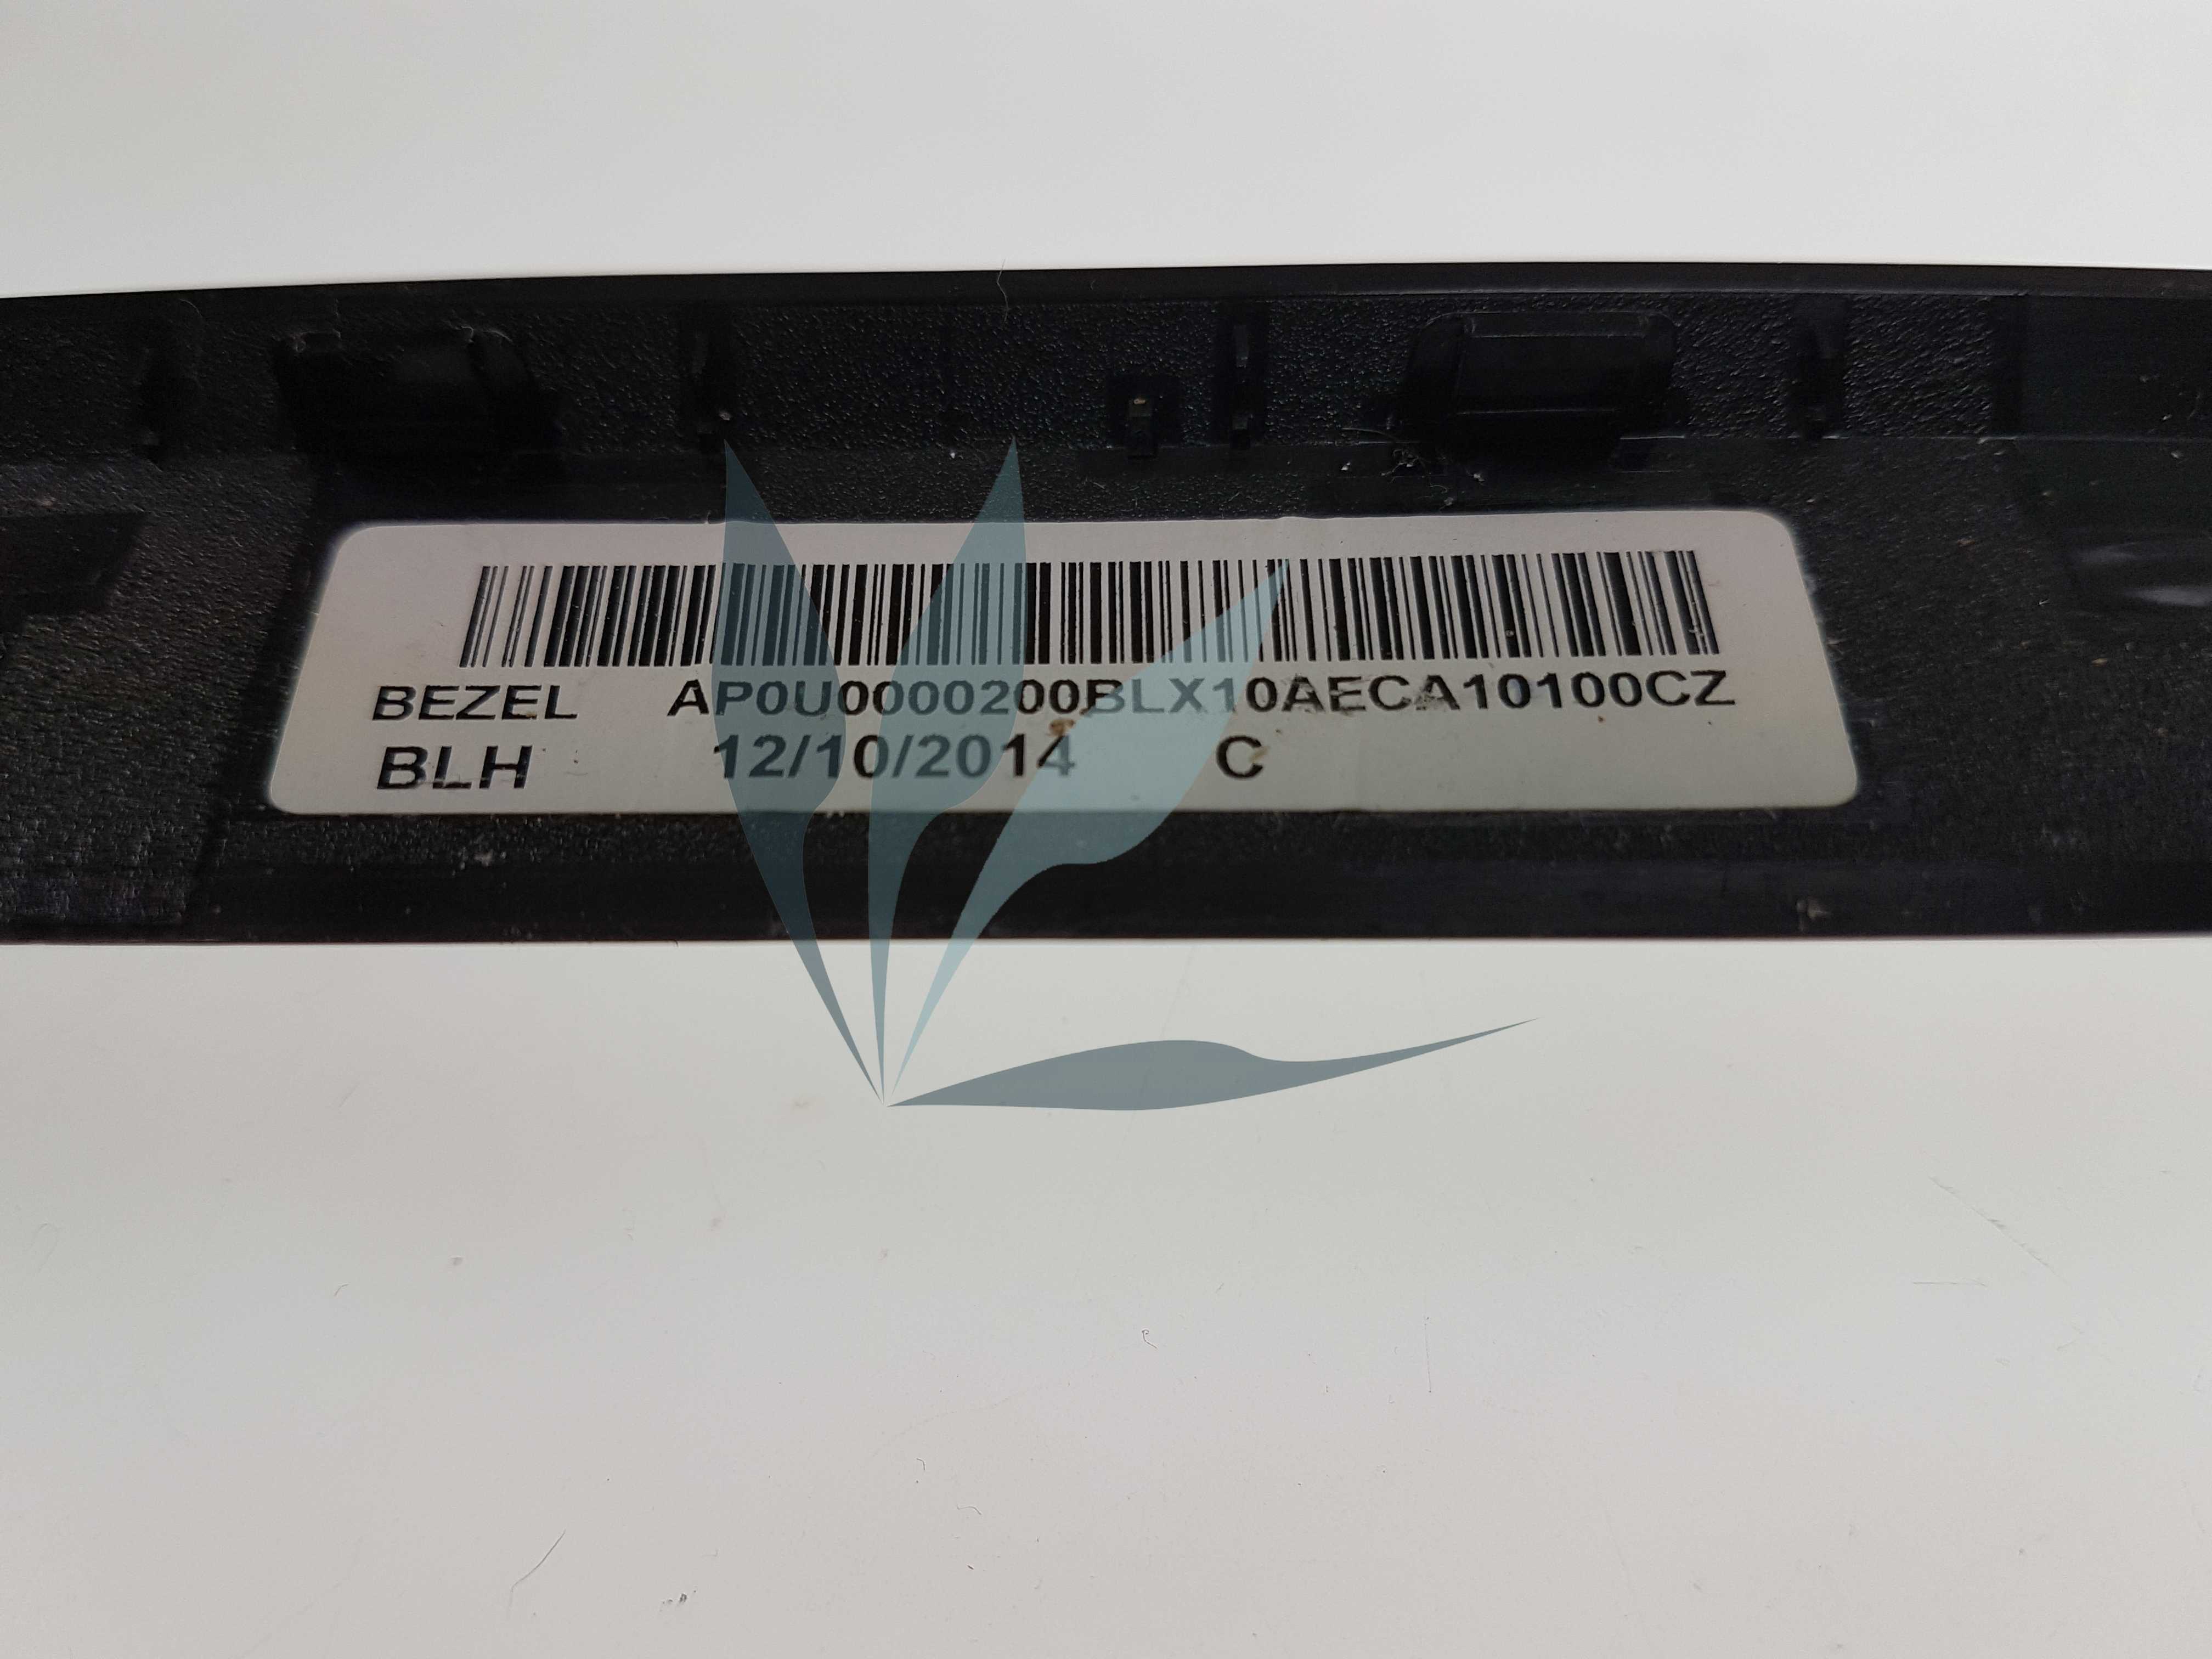 BEZEL AP0U0000200BLX10AECA10100CZ
BLH 12/10/2014 C